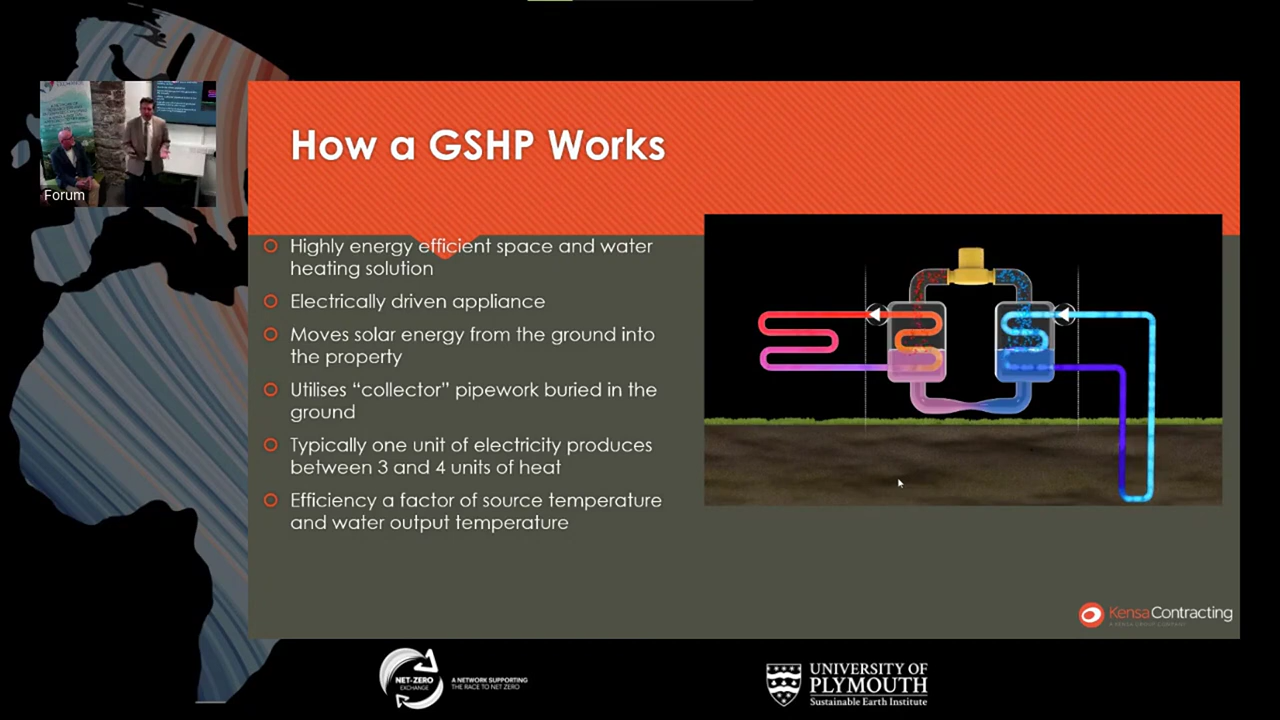 How a GSHP Works
Forum
Highly energy efficient space and water
heating solution
Electrically driven appliance
Moves solar energy from the ground into
the property
Utilises “collector” pipework buried in the
ground
Typically one unit of electricity produces
between 3 and 4 units of heat
Efficiency a factor of source temperature
and water output temperature
KensaContracting
A KENSA GROUP COMPANY
NET-ZERO
EXCHANGE
A NETWORK SUPPORTING
THE RACE TO NET ZERO
UNIVERSITY OF
PLYMOUTH
Sustainable Earth Institute